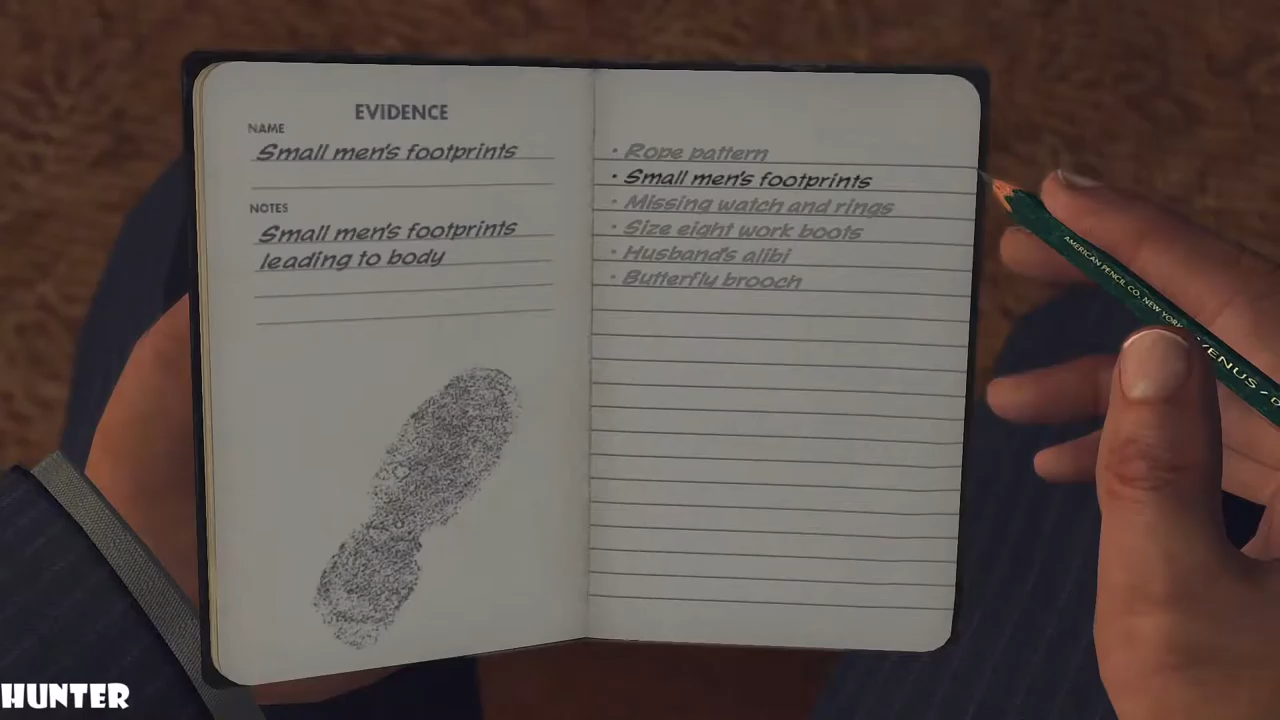 EVIDENCE
NAME
Small men's footprints
NOTES
Small men's footprints
leading to body
· Rope pattern
· Small men's footprints
· Missing watch and rings
· Size eight work boots
· Husband's alibi
· Butterfly brooch
AMERICAN PENCIL CO. NEW YORK
VENUS
HUNTER